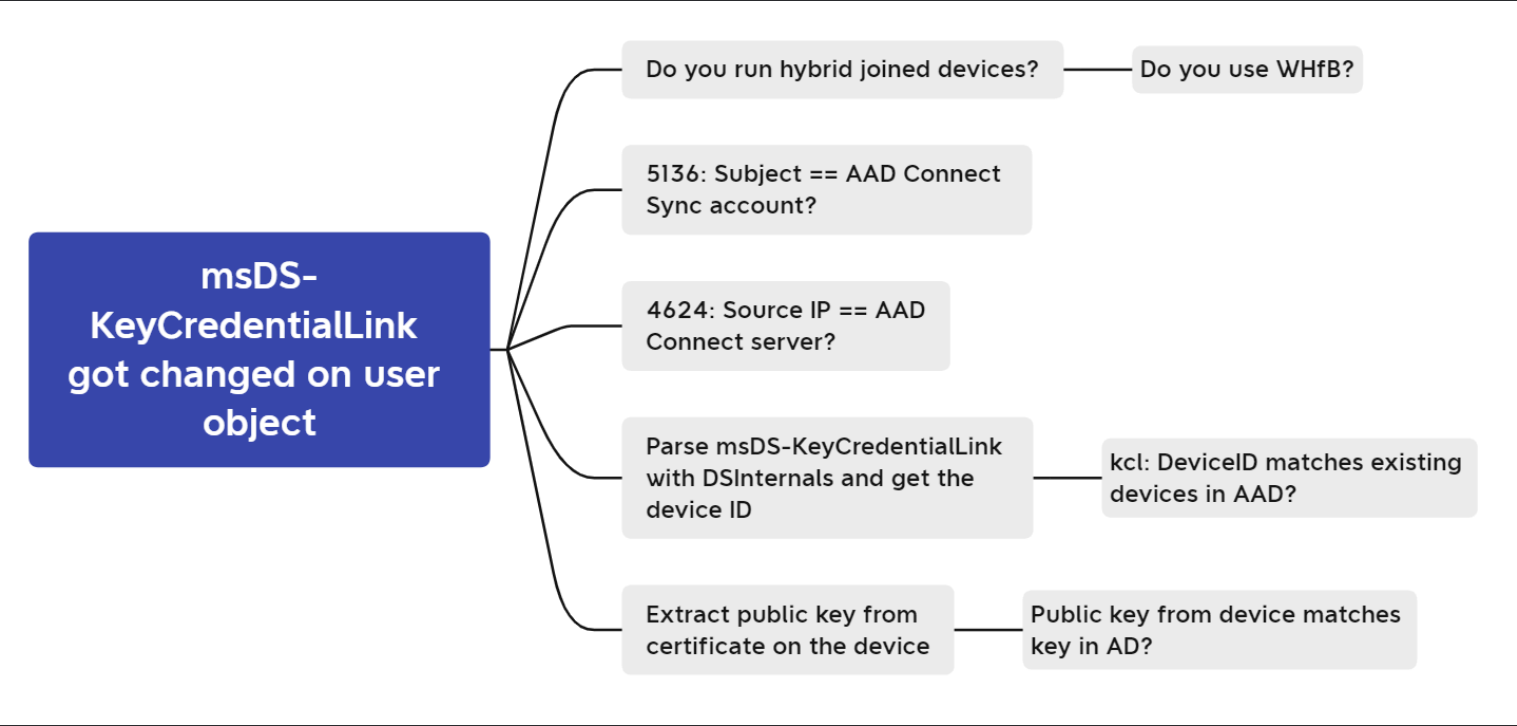 msDS-
KeyCredentialLink
got changed on user
object
Do you run hybrid joined devices?
Do you use WHfB?
5136: Subject == AAD Connect
Sync account?
4624: Source IP == AAD
Connect server?
Parse msDS-KeyCredentialLink
with DSInternals and get the
device ID
kcl: DeviceID matches existing
devices in AAD?
Extract public key from
certificate on the device
Public key from device matches
key in AD?